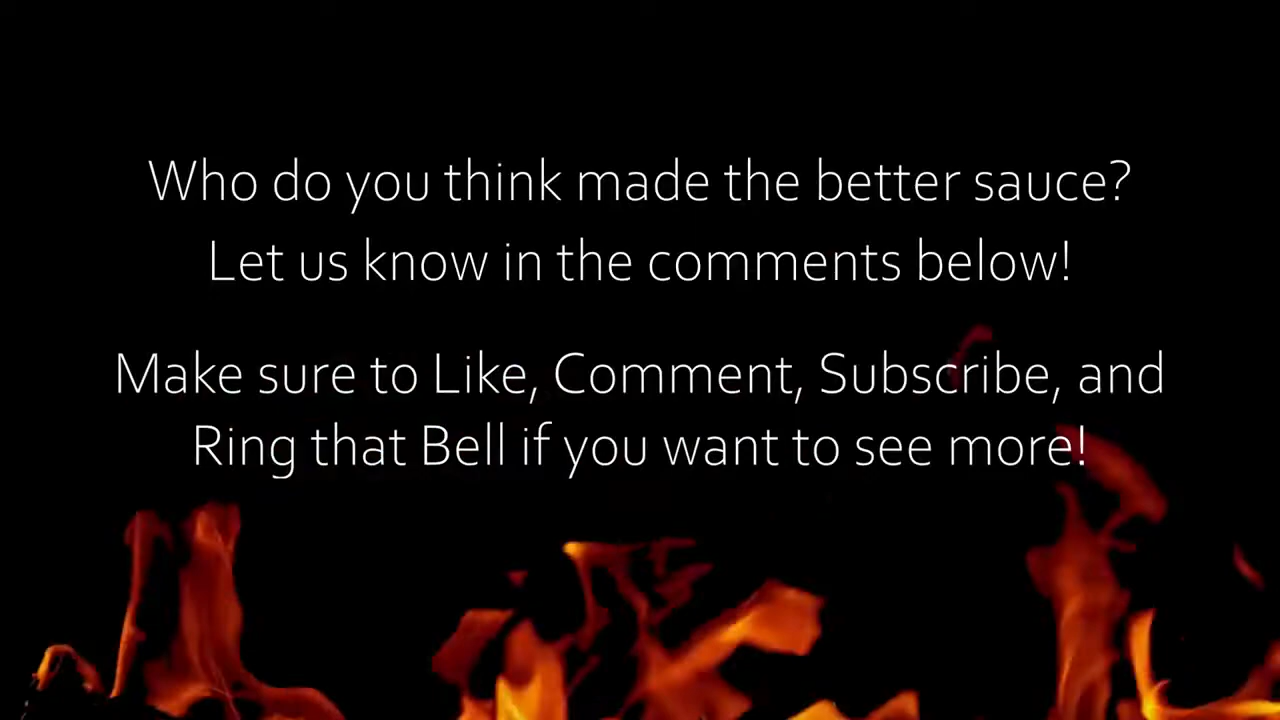 Who do you think made the better sauce?
Let us know in the comments below!
Make sure to Like, Comment, Subscribe, and
Ring that Bell if you want to see more!